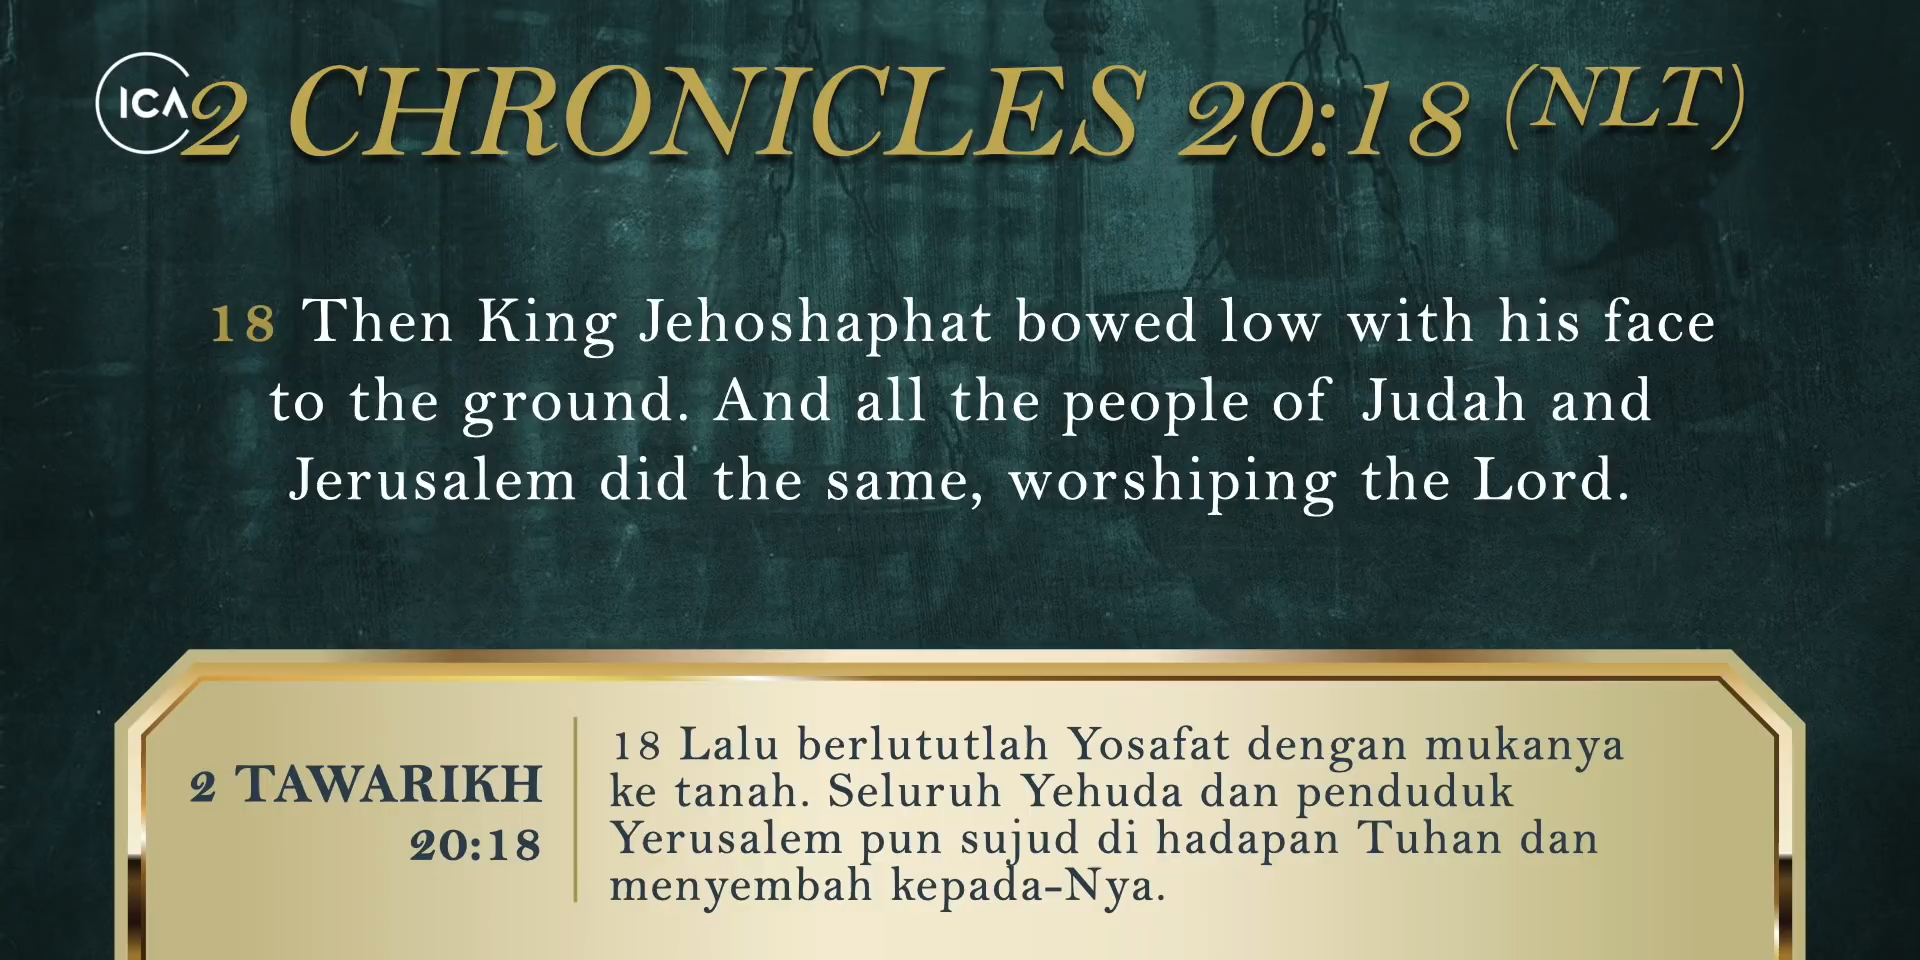 ICA
2 CHRONICLES 20:18 (NLT)
18 Then King Jehoshaphat bowed low with his face
to the ground. And all the people of Judah and
Jerusalem did the same, worshiping the Lord.
2 TAWARIKH
20:18
18 Lalu berlututlah Yosafat dengan mukanya
ke tanah. Seluruh Yehuda dan penduduk
Yerusalem pun sujud di hadapan Tuhan dan
menyembah kepada-Nya.